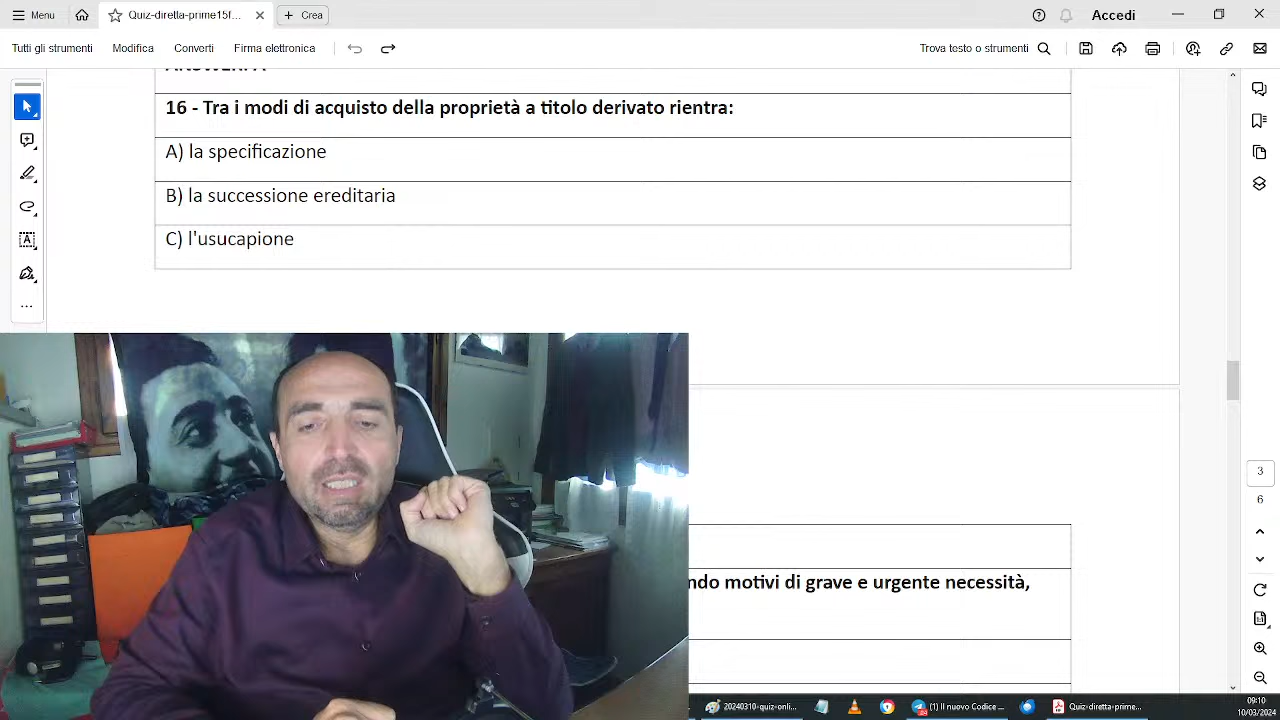 Menu
Quiz-diretta-prime15f...
Crea
Accedi
Tutti gli strumenti
Modifica
Converti
Firma elettronica
Trova testo o strumenti
16 - Tra i modi di acquisto della proprietà a titolo derivato rientra:
A) la specificazione
B) la successione ereditaria
C) l'usucapione
3
6
ndo motivi di grave e urgente necessità,
20240310-quiz-onli...
(1) Il nuovo Codice ...
Quiz-diretta-prime...
09:10
10/03/2024